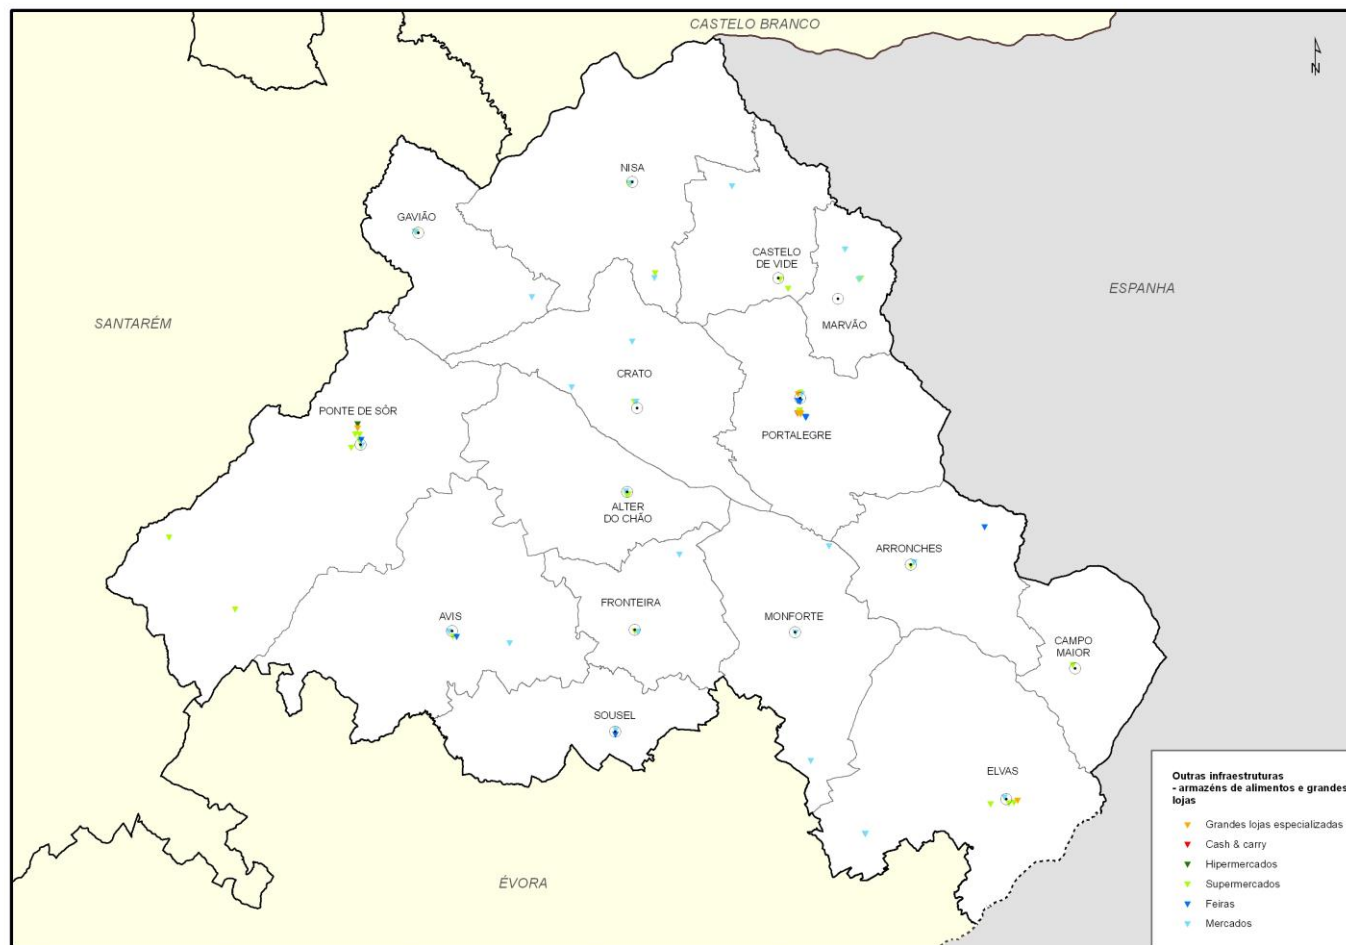 CASTELO BRANCO
N
NISA
GAVIÃO
CASTELO
DE VIDE
ESPANHA
SANTARÉM
MARVÃO
CRATO
PONTE DE SÔR
PORTALEGRE
ALTER
DO CHÃO
ARRONCHES
FRONTEIRA
AVIS
MONFORTE
CAMPO
MAIOR
SOUSEL
ELVAS
ÉVORA
Outras infraestruturas
- armazéns de alimentos e grandes
lojas
Grandes lojas especializadas
Cash & carry
Hipermercados
Supermercados
Feiras
Mercados